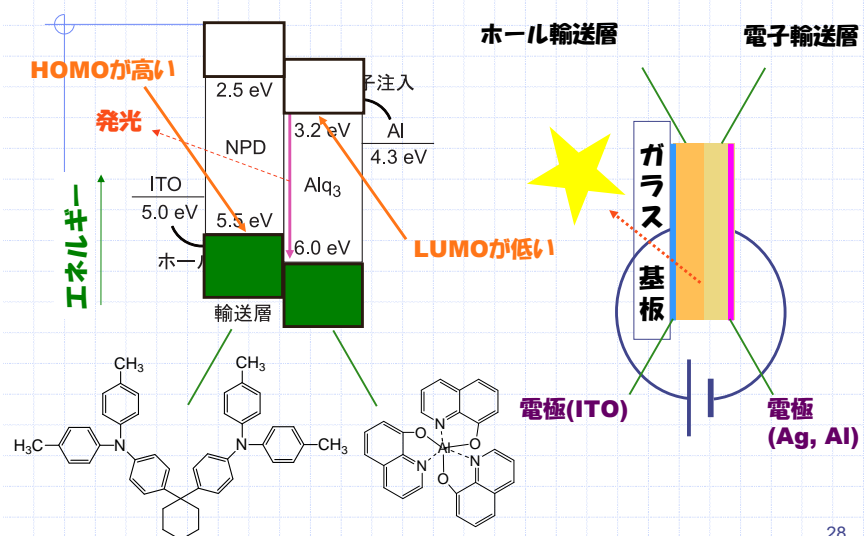 HOMOが高い
発光
エネルギー
ITO
5.0 eV
ホール
2.5 eV
NPD
5.5 eV
輸送層
子注入
3.2 eV
Alq3
6.0 eV
Al
4.3 eV
LUMOが低い
ホール輸送層
電子輸送層
ガラス
基板
電極(ITO)
電極
(Ag, Al)
CH3
CH3
H3C
N
N
CH3
N
O
Al
O
N
N
O
28